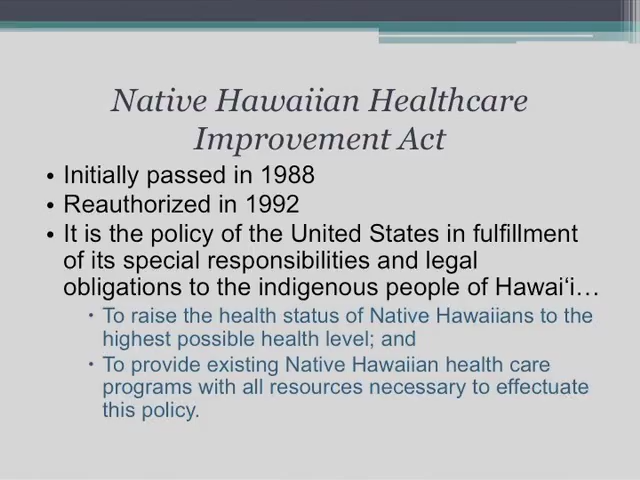 Native Hawaiian Healthcare
Improvement Act
• Initially passed in 1988
• Reauthorized in 1992
• It is the policy of the United States in fulfillment
of its special responsibilities and legal
obligations to the indigenous people of Hawai‘i…
• To raise the health status of Native Hawaiians to the
highest possible health level; and
• To provide existing Native Hawaiian health care
programs with all resources necessary to effectuate
this policy.